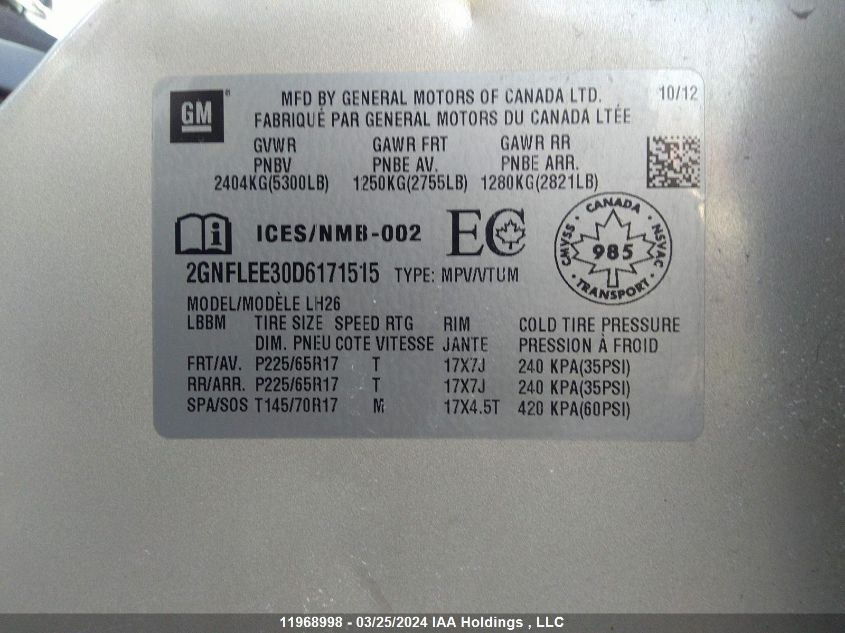 GM ® MFD BY GENERAL MOTORS OF CANADA LTD. 10/12
FABRIQUÉ PAR GENERAL MOTORS DU CANADA LTÉE
GVWR GAWR FRT GAWR RR
PNBV PNBE AV. PNBE ARR.
2404KG(5300LB) 1250KG(2755LB) 1280KG(2821LB)
i ICES/NMB-002 EC
CANADA
CMVSS 985 NSVAC
TRANSPORT
2GNFLEE30D6171515 TYPE: MPV/VTUM
MODEL/MODÈLE LH26
LBBM TIRE SIZE SPEED RTG RIM COLD TIRE PRESSURE
DIM. PNEU COTE VITESSE JANTE PRESSION À FROID
FRT/AV. P225/65R17 T 17X7J 240 KPA(35PSI)
RR/ARR. P225/65R17 T 17X7J 240 KPA(35PSI)
SPA/SOS T145/70R17 M 17X4.5T 420 KPA(60PSI)
11968998 - 03/25/2024 IAA Holdings , LLC